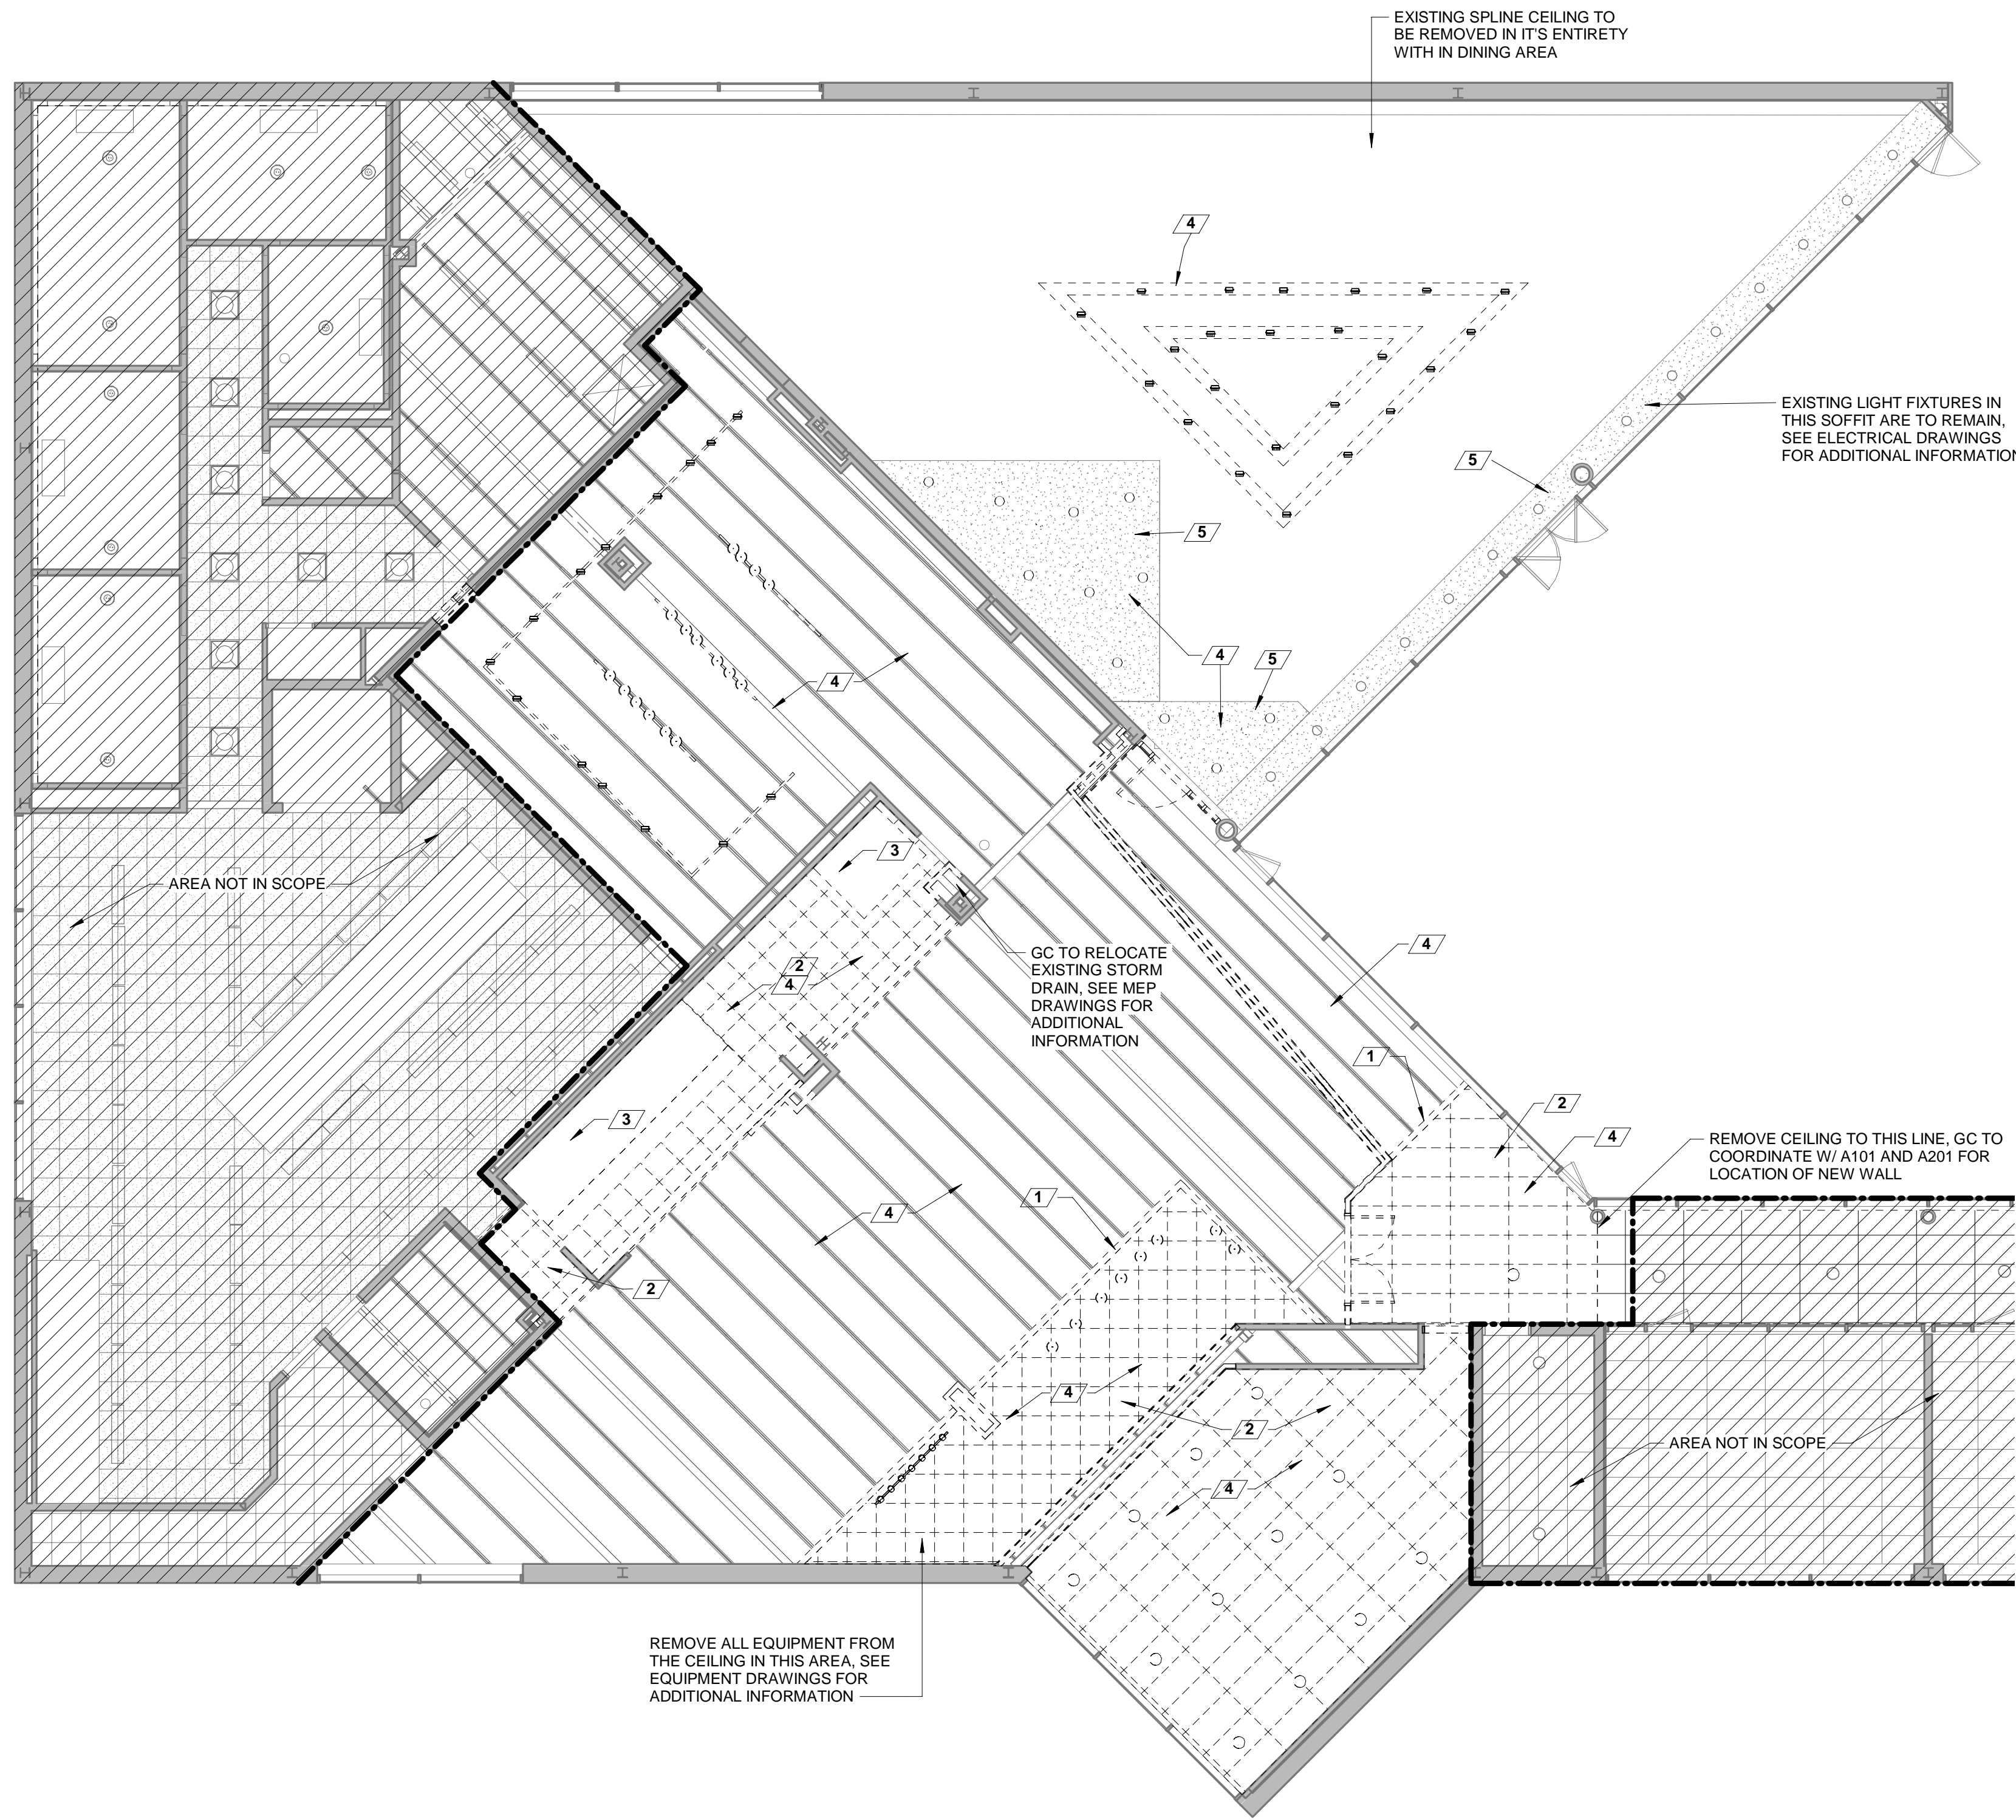 EXISTING SPLINE CEILING TO
BE REMOVED IN IT'S ENTIRETY
WITH IN DINING AREA
4
EXISTING LIGHT FIXTURES IN
THIS SOFFIT ARE TO REMAIN,
SEE ELECTRICAL DRAWINGS
FOR ADDITIONAL INFORMATION
5
5
4
5
4
3
AREA NOT IN SCOPE
4
GC TO RELOCATE
EXISTING STORM
DRAIN, SEE MEP
DRAWINGS FOR
ADDITIONAL
INFORMATION
2
4
1
2
3
4
REMOVE CEILING TO THIS LINE, GC TO
COORDINATE W/ A101 AND A201 FOR
LOCATION OF NEW WALL
1
4
2
4
2
AREA NOT IN SCOPE
4
REMOVE ALL EQUIPMENT FROM
THE CEILING IN THIS AREA, SEE
EQUIPMENT DRAWINGS FOR
ADDITIONAL INFORMATION